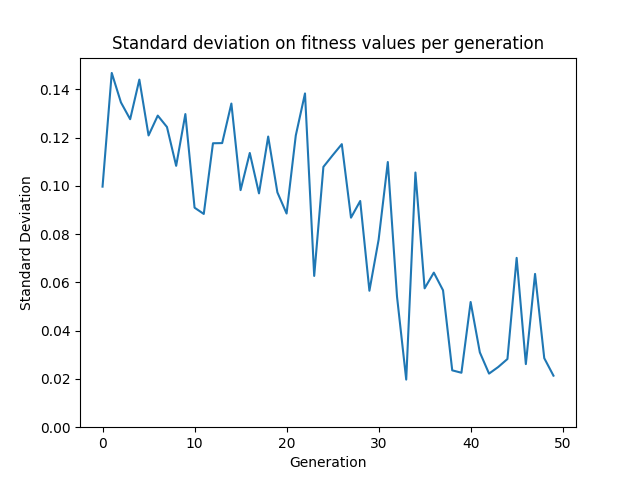 Standard deviation on fitness values per generation
Standard Deviation
0.14
0.12
0.10
0.08
0.06
0.04
0.02
0.00
0 10 20 30 40 50
Generation